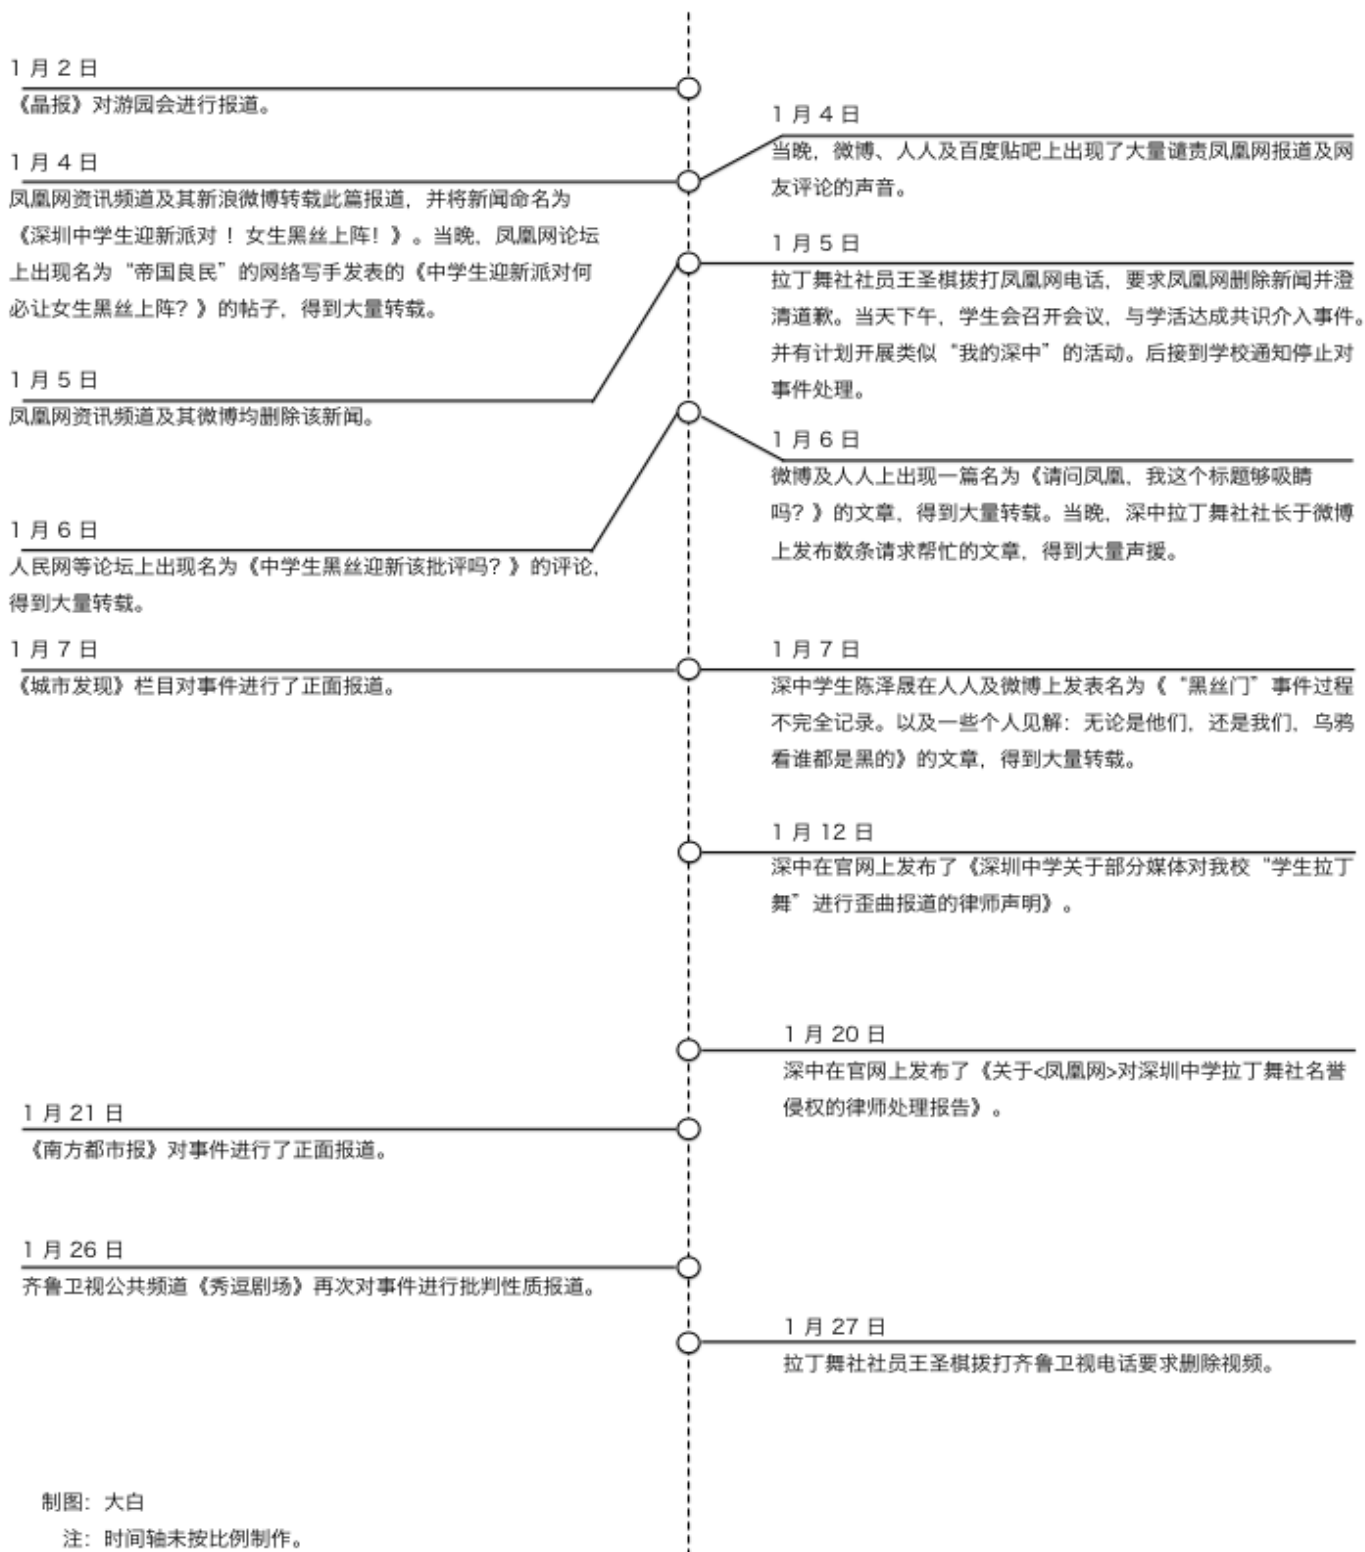 1 月 2 日
《晶报》对游园会进行报道。
1 月 4 日
凤凰网资讯频道及其新浪微博转载此篇报道，并将新闻命名为
《深圳中学生迎新派对 ！女生黑丝上阵！》。当晚，凤凰网论坛
上出现名为“帝国良民”的网络写手发表的《中学生迎新派对何
必让女生黑丝上阵？》的帖子，得到大量转载。
1 月 4 日
当晚，微博、人人及百度贴吧上出现了大量谴责凤凰网报道及网
友评论的声音。
1 月 5 日
凤凰网资讯频道及其微博均删除该新闻。
1 月 5 日
拉丁舞社社员王圣棋拨打凤凰网电话，要求凤凰网删除新闻并澄
清道歉。当天下午，学生会召开会议，与学活达成共识介入事件。
并有计划开展类似“我的深中”的活动。后接到学校通知停止对
事件处理。
1 月 6 日
人民网等论坛上出现名为《中学生黑丝迎新该批评吗？》的评论，
得到大量转载。
1 月 6 日
微博及人人上出现一篇名为《请问凤凰，我这个标题够吸睛
吗？》的文章，得到大量转载。当晚，深中拉丁舞社社长于微博
上发布数条请求帮忙的文章，得到大量声援。
1 月 7 日
《城市发现》栏目对事件进行了正面报道。
1 月 7 日
深中学生陈泽晟在人人及微博上发表名为《“黑丝门”事件过程
不完全记录。以及一些个人见解：无论是他们，还是我们，乌鸦
看谁都是黑的》的文章，得到大量转载。
1 月 12 日
深中在官网上发布了《深圳中学关于部分媒体对我校“学生拉丁
舞”进行歪曲报道的律师声明》。
1 月 20 日
深中在官网上发布了《关于<凤凰网>对深圳中学拉丁舞社名誉
侵权的律师处理报告》。
1 月 21 日
《南方都市报》对事件进行了正面报道。
1 月 26 日
齐鲁卫视公共频道《秀逗剧场》再次对事件进行批判性质报道。
1 月 27 日
拉丁舞社社员王圣棋拨打齐鲁卫视电话要求删除视频。
制图：大白
注：时间轴未按比例制作。